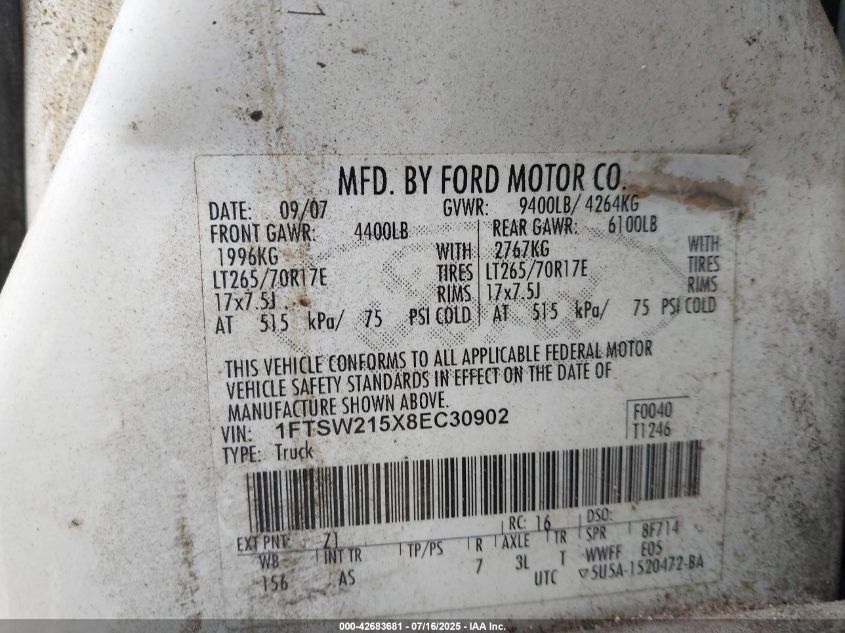 MFD. BY FORD MOTOR CO.
DATE: 09/07 GVWR: 9400LB/ 4264KG
FRONT GAWR: 4400LB REAR GAWR: 6100LB
1996KG WITH 2767KG WITH
LT265/70R17E TIRES LT265/70R17E TIRES
17x7.5J RIMS 17x7.5J RIMS
AT 515 kPa/ 75 PSI COLD AT 515 kPa/ 75 PSI COLD
THIS VEHICLE CONFORMS TO ALL APPLICABLE FEDERAL MOTOR
VEHICLE SAFETY STANDARDS IN EFFECT ON THE DATE OF
MANUFACTURE SHOWN ABOVE.
VIN: 1FTSW215X8EC30902 F0040
TYPE: Truck T1246
EXT PNT: Z1 RC: 16 DSO:
WB INT TR TP/PS R AXLE TR SPR 8F714
156 AS 7 3L T WWFF E05
UTC ▽5U5A-1520472-BA
000-42683681 - 07/16/2025 - IAA Inc.